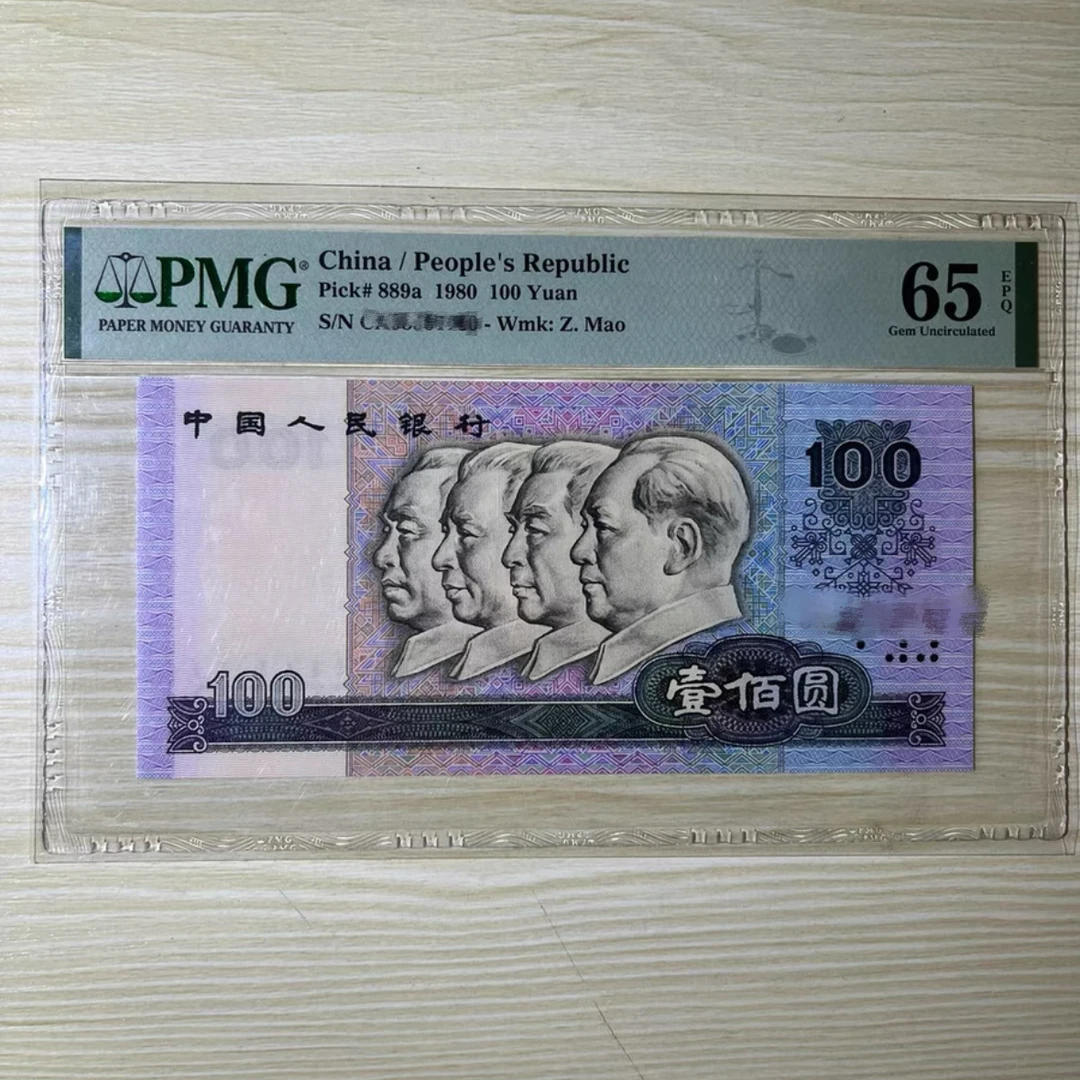 PMG®
PAPER MONEY GUARANTY
China / People's Republic
Pick# 889a 1980 100 Yuan
S/N - Wmk: Z. Mao
65
EPQ
Gem Uncirculated
中国人民银行
100
100
壹佰圆